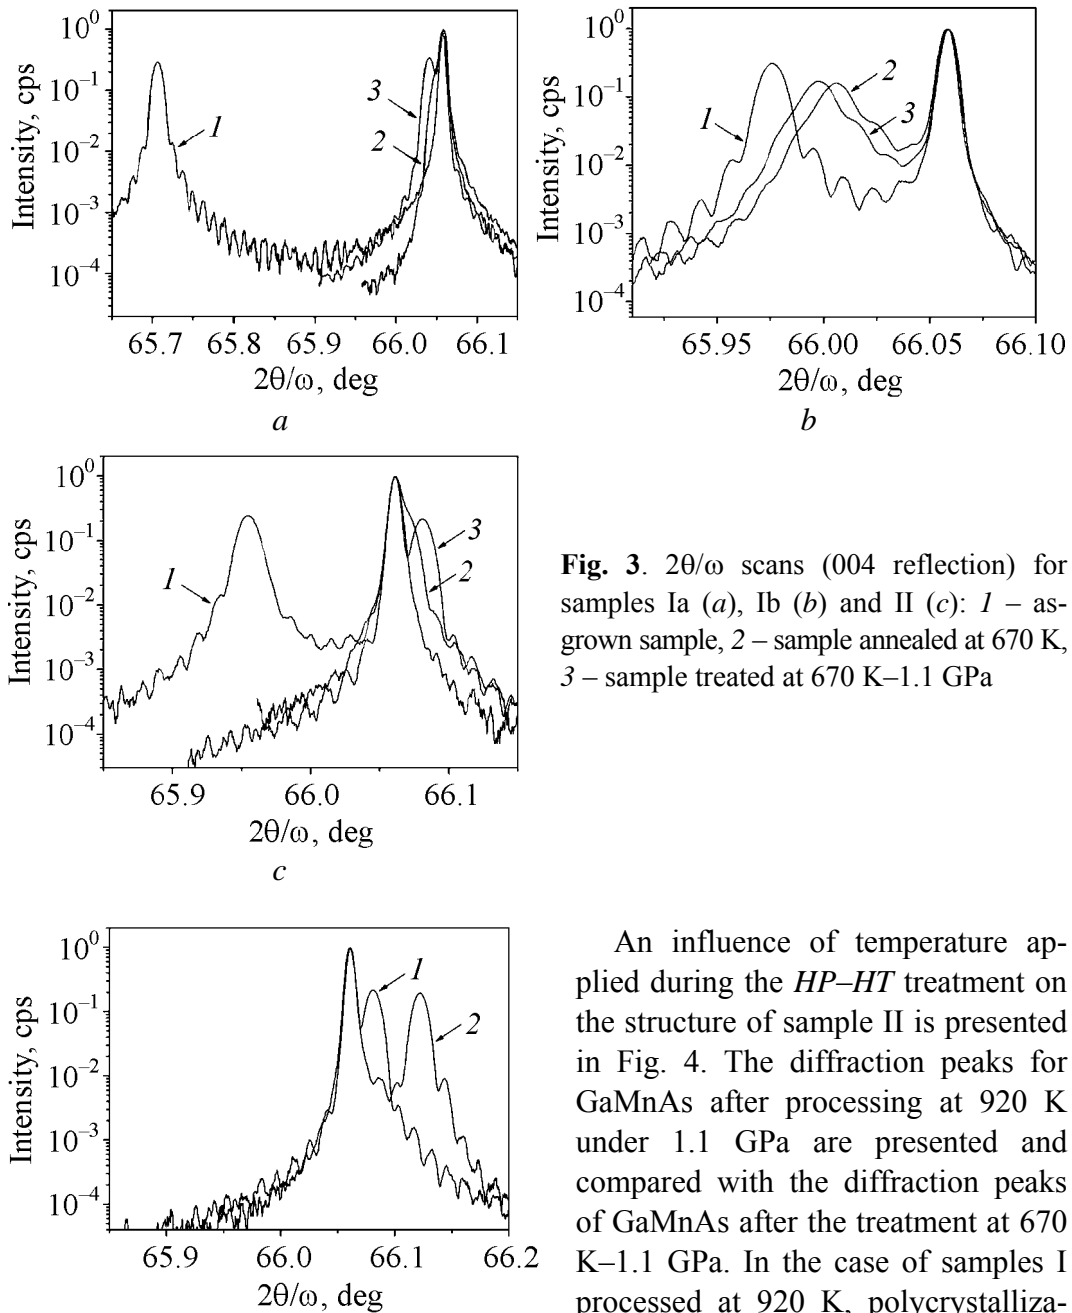 10⁰
10⁻¹
10⁻²
10⁻³
10⁻⁴
Intensity, cps
1
3
2
65.7 65.8 65.9 66.0 66.1
2θ/ω, deg
a
10⁰
10⁻¹
10⁻²
10⁻³
10⁻⁴
Intensity, cps
1
2
3
65.95 66.00 66.05 66.10
2θ/ω, deg
b
10⁰
10⁻¹
10⁻²
10⁻³
10⁻⁴
Intensity, cps
1
3
2
65.9 66.0 66.1
2θ/ω, deg
c
Fig. 3. 2θ/ω scans (004 reflection) for
samples Ia (a), Ib (b) and II (c): 1 – as-
grown sample, 2 – sample annealed at 670 K,
3 – sample treated at 670 K–1.1 GPa
10⁰
10⁻¹
10⁻²
10⁻³
10⁻⁴
Intensity, cps
1
2
65.9 66.0 66.1 66.2
2θ/ω, deg
An influence of temperature ap-
plied during the HP–HT treatment on
the structure of sample II is presented
in Fig. 4. The diffraction peaks for
GaMnAs after processing at 920 K
under 1.1 GPa are presented and
compared with the diffraction peaks
of GaMnAs after the treatment at 670
K–1.1 GPa. In the case of samples I
processed at 920 K, polycrystalliza-